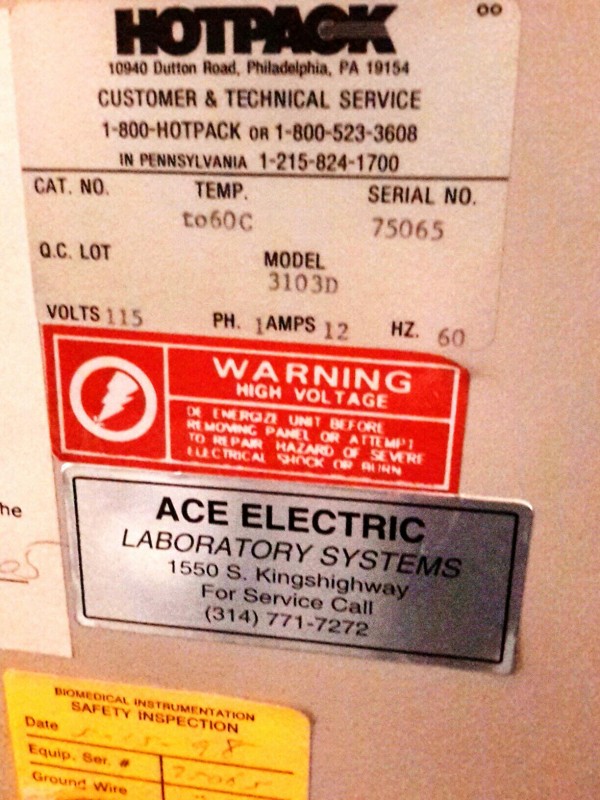 HOTPACK
10940 Dutton Road, Philadelphia, PA 19154
CUSTOMER & TECHNICAL SERVICE
1-800-HOTPACK OR 1-800-523-3608
IN PENNSYLVANIA 1-215-824-1700
CAT. NO. TEMP. SERIAL NO.
to60C 75065
Q.C. LOT MODEL
3103D
VOLTS 115 PH. 1 AMPS 12 HZ. 60
WARNING
HIGH VOLTAGE
DE ENERGIZE UNIT BEFORE
REMOVING PANEL OR ATTEMPT
TO REPAIR HAZARD OF SEVERE
ELECTRICAL SHOCK OR BURN
he
ACE ELECTRIC
LABORATORY SYSTEMS
1550 S. Kingshighway
For Service Call
(314) 771-7272
BIOMEDICAL INSTRUMENTATION
SAFETY INSPECTION
Date
Equip. Ser. # 75065
Ground Wire